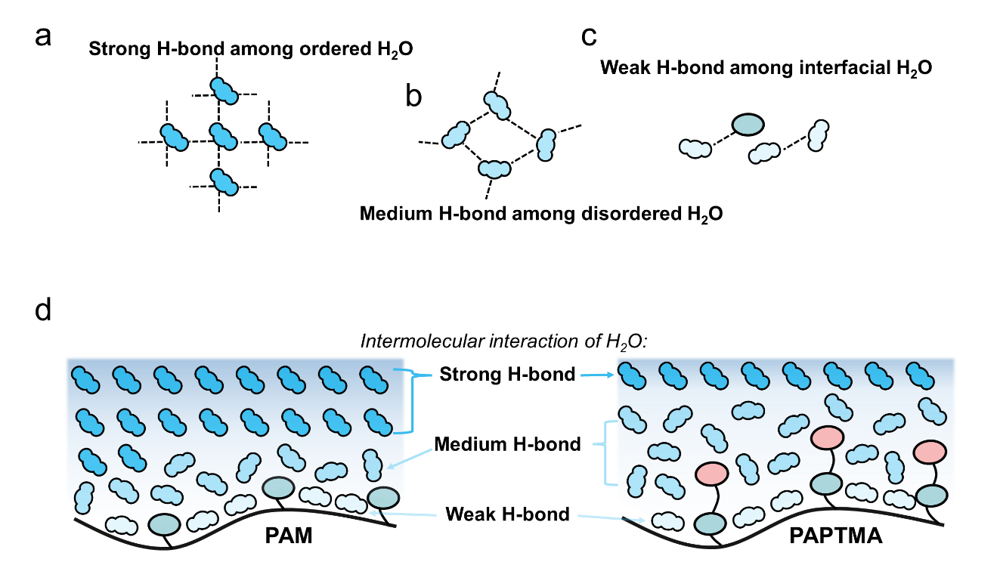 a
Strong H-bond among ordered H₂O
b
Medium H-bond among disordered H₂O
c
Weak H-bond among interfacial H₂O
d
Intermolecular interaction of H₂O:
Strong H-bond
Medium H-bond
Weak H-bond
PAM
PAPTMA